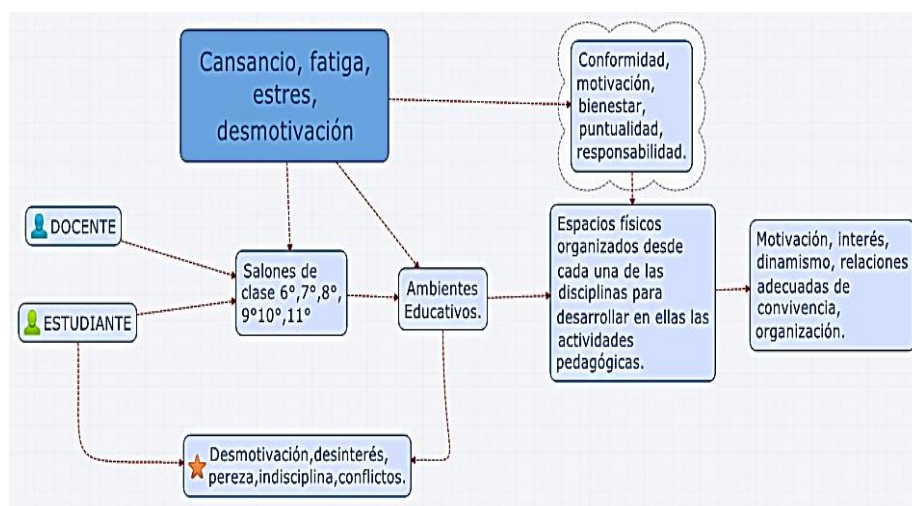 Cansancio, fatiga,
estres,
desmotivación
Conformidad,
motivación,
bienestar,
puntualidad,
responsabilidad.
DOCENTE
ESTUDIANTE
Salones de
clase 6°,7°,8°,
9°10°,11°
Ambientes
Educativos.
Espacios físicos
organizados desde
cada una de las
disciplinas para
desarrollar en ellas las
actividades
pedagógicas.
Motivación, interés,
dinamismo, relaciones
adecuadas de
convivencia,
organización.
Desmotivación,desinterés,
pereza,indisciplina,conflictos.